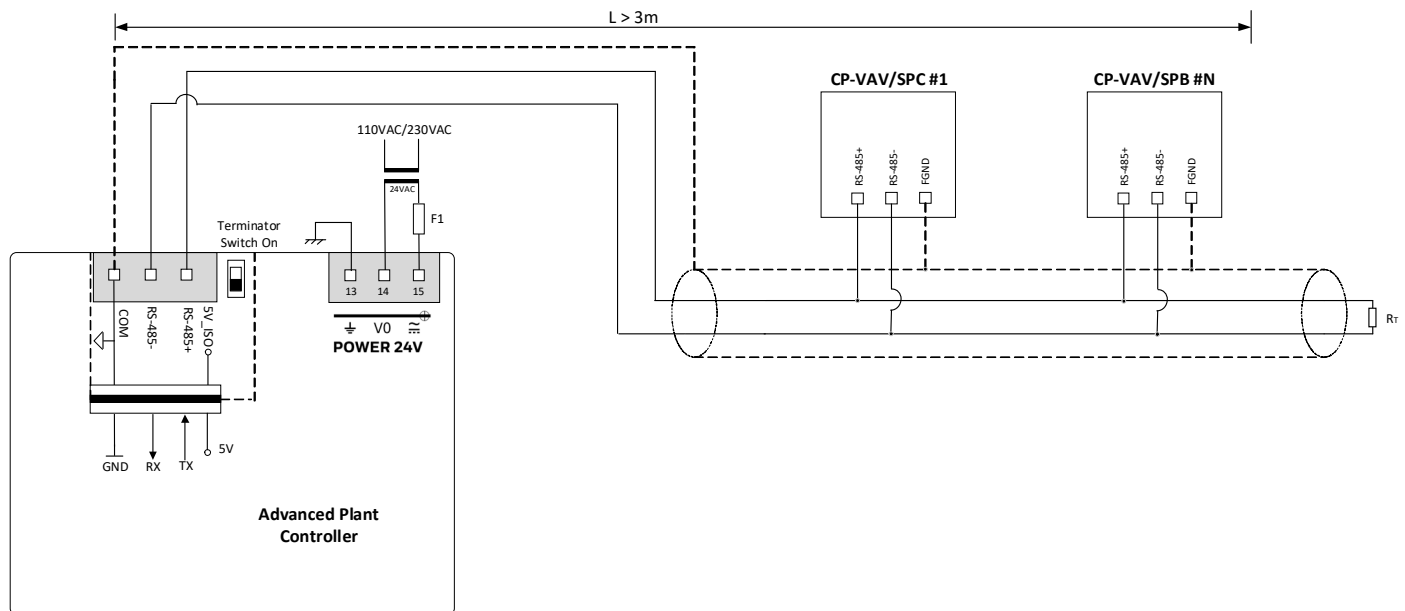 L > 3m
CP-VAV/SPC #1
CP-VAV/SPB #N
110VAC/230VAC
24VAC
F1
RS-485+
RS-485-
FGND
RS-485+
RS-485-
FGND
Terminator
Switch On
13
14
15
COM
RS-485-
RS-485+
5V_ISO
V0
POWER 24V
RT
GND
RX
TX
5V
Advanced Plant
Controller